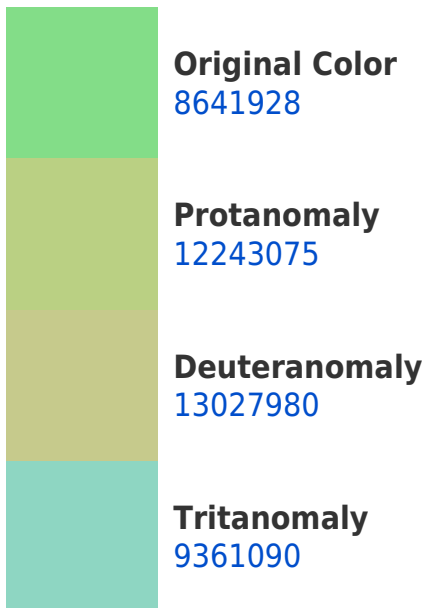 Original Color
8641928
Protanomaly
12243075
Deuteranomaly
13027980
Tritanomaly
9361090